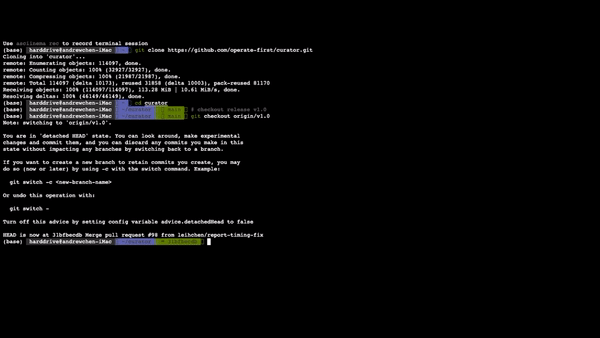 Use asciinema rec to record terminal session
(base) harddrive@andrewchen-iMac git clone https://github.com/operate-first/curator.git
Cloning into 'curator'...
remote: Enumerating objects: 114097, done.
remote: Counting objects: 100% (32927/32927), done.
remote: Compressing objects: 100% (21987/21987), done.
remote: Total 114097 (delta 10173), reused 31858 (delta 10003), pack-reused 81170
Receiving objects: 100% (114097/114097), 113.28 MiB | 10.61 MiB/s, done.
Resolving deltas: 100% (46149/46149), done.
(base) harddrive@andrewchen-iMac cd curator
(base) harddrive@andrewchen-iMac ~/curator # checkout release v1.0
(base) harddrive@andrewchen-iMac ~/curator git checkout origin/v1.0
Note: switching to 'origin/v1.0'.
You are in 'detached HEAD' state. You can look around, make experimental
changes and commit them, and you can discard any commits you make in this
state without impacting any branches by switching back to a branch.
If you want to create a new branch to retain commits you create, you may
do so (now or later) by using -c with the switch command. Example:
git switch -c <new-branch-name>
Or undo this operation with:
git switch -
Turn off this advice by setting config variable advice.detachedHead to false
HEAD is now at 31bfbecdb Merge pull request #98 from leihchen/report-timing-fix
(base) harddrive@andrewchen-iMac ~/curator 31bfbecdb